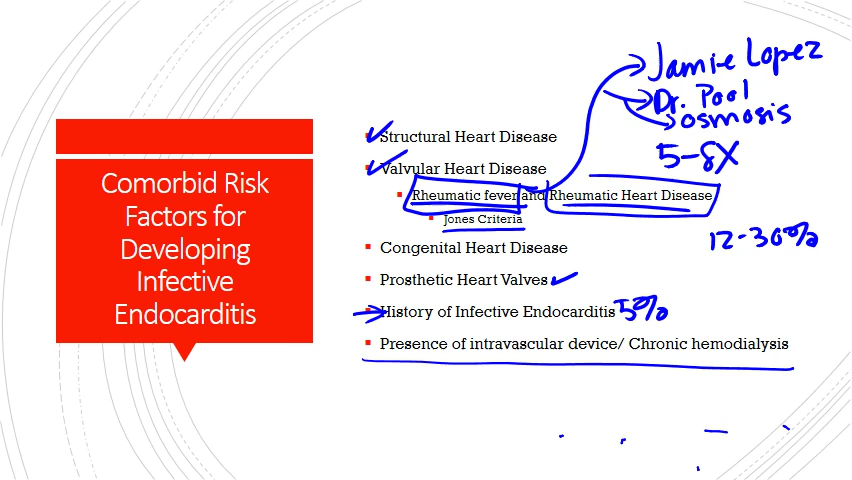 Comorbid Risk
Factors for
Developing
Infective
Endocarditis
Structural Heart Disease
Valvular Heart Disease
Rheumatic fever and Rheumatic Heart Disease
Jones Criteria
Congenital Heart Disease
Prosthetic Heart Valves
History of Infective Endocarditis 5%
Presence of intravascular device/ Chronic hemodialysis
Jamie Lopez
Dr. Pool
osmosis
5-8X
12-30%